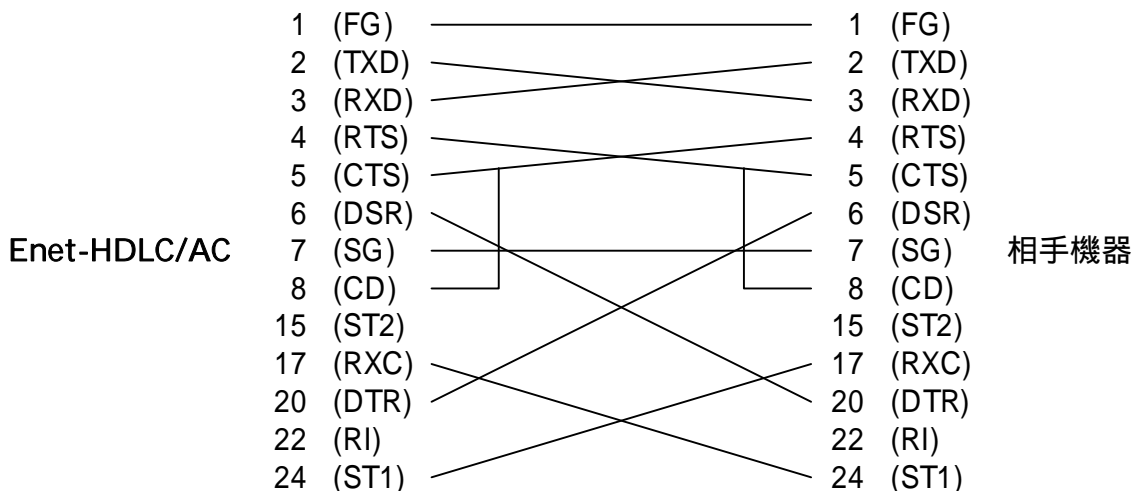 1 (FG) 1 (FG)
2 (TXD) 2 (TXD)
3 (RXD) 3 (RXD)
4 (RTS) 4 (RTS)
5 (CTS) 5 (CTS)
6 (DSR) 6 (DSR)
Enet-HDLC/AC 7 (SG) 7 (SG) 相手機器
8 (CD) 8 (CD)
15 (ST2) 15 (ST2)
17 (RXC) 17 (RXC)
20 (DTR) 20 (DTR)
22 (RI) 22 (RI)
24 (ST1) 24 (ST1)